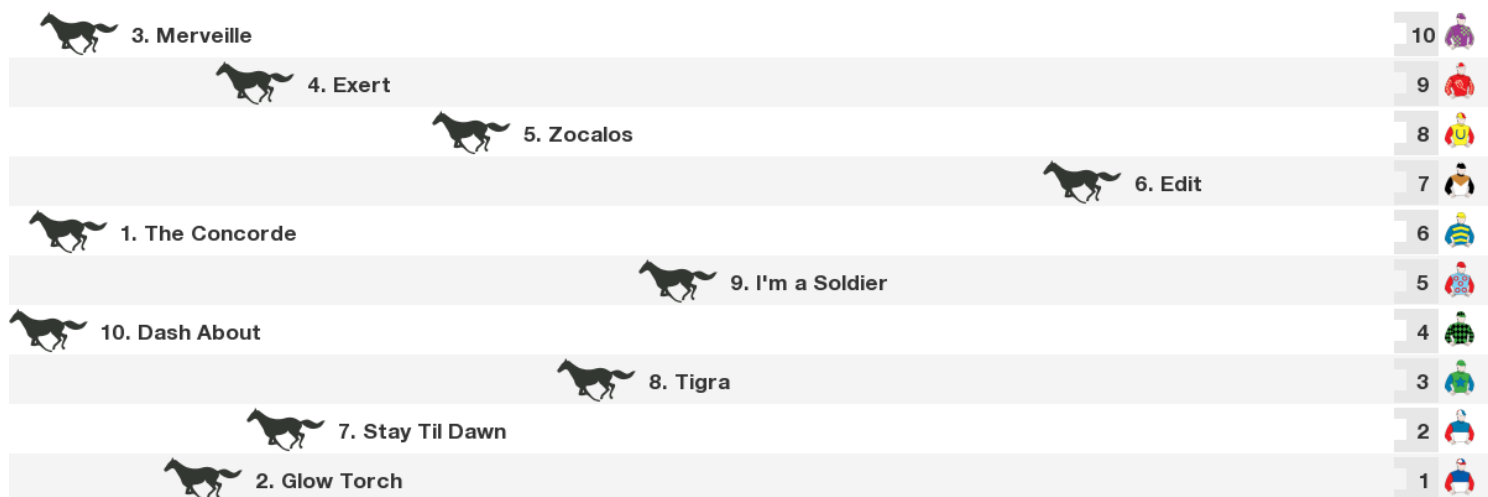 3. Merveille 10
4. Exert 9
5. Zocalos 8 U
6. Edit 7
1. The Concorde 6
9. I'm a Soldier 5
10. Dash About 4
8. Tigra 3
7. Stay Til Dawn 2
2. Glow Torch 1